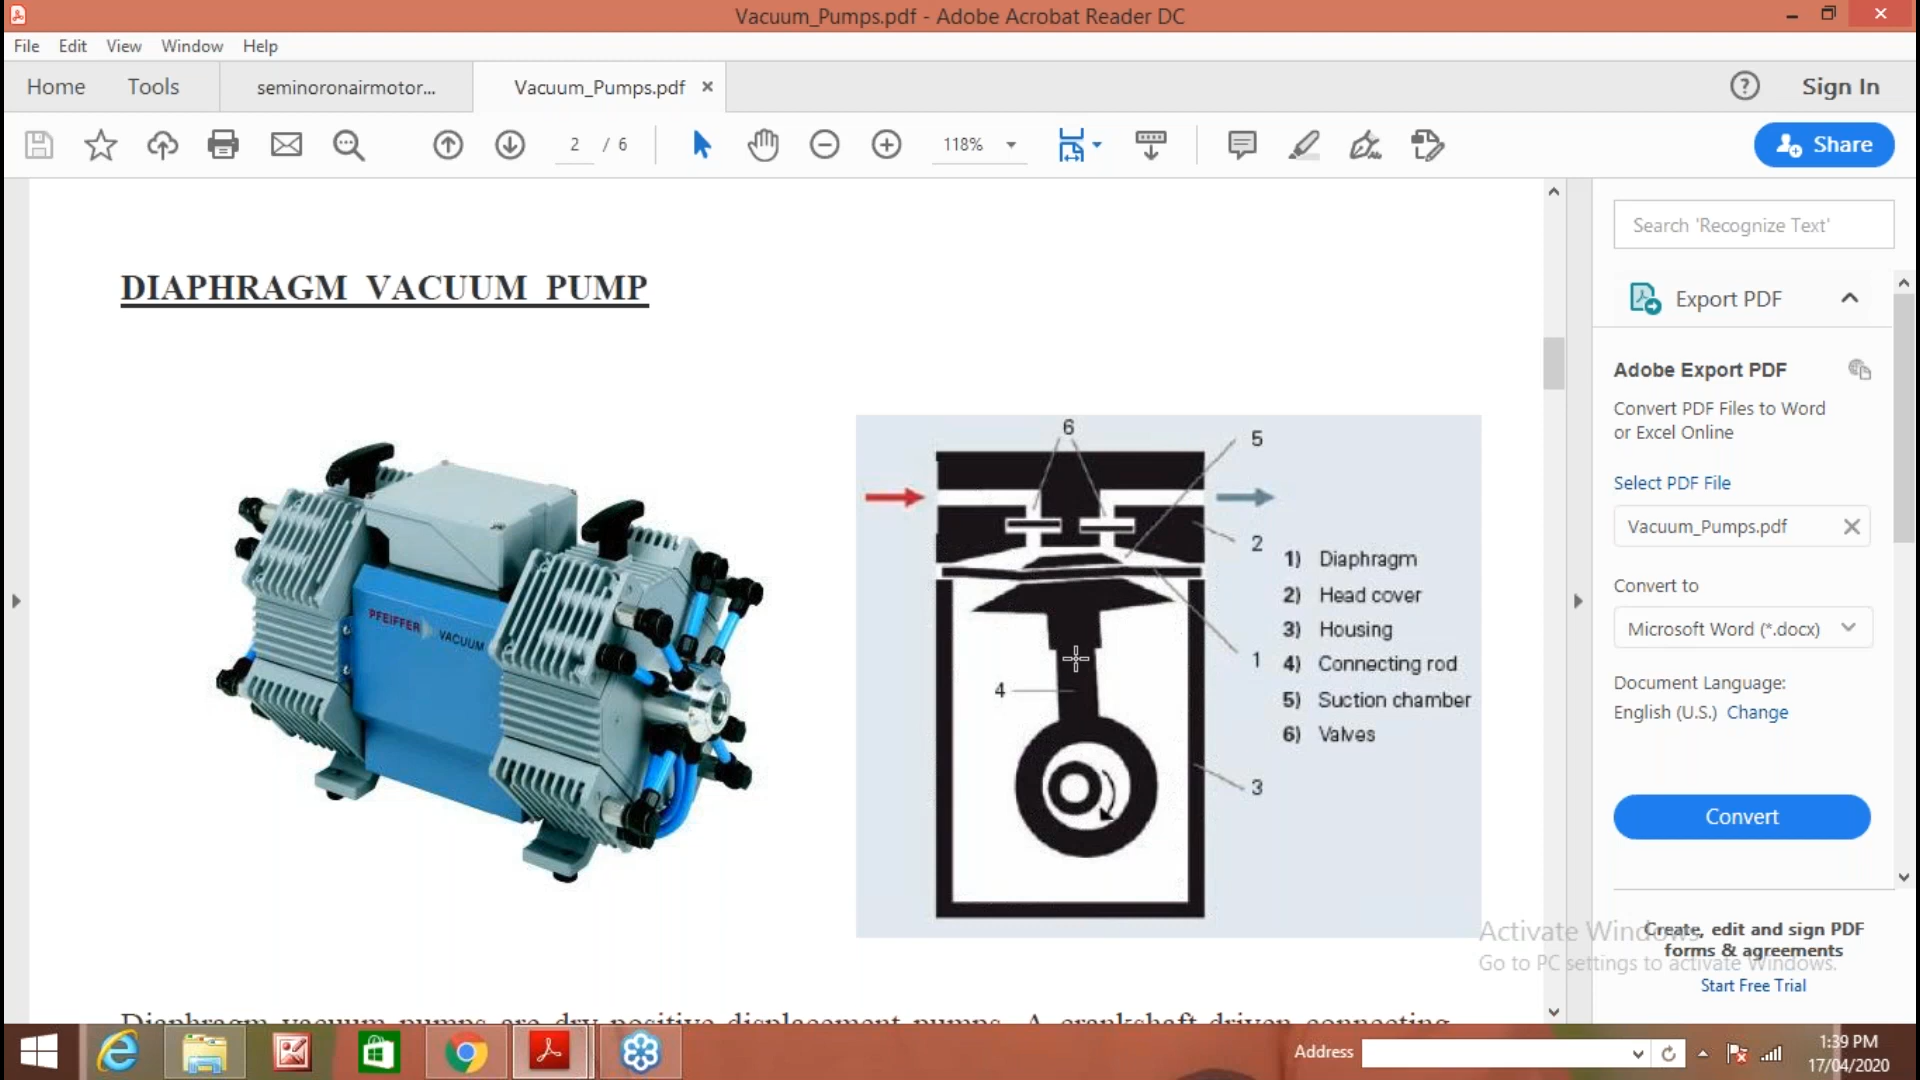 Vacuum_Pumps.pdf - Adobe Acrobat Reader DC
File Edit View Window Help
Home Tools seminoronairmotor... Vacuum_Pumps.pdf × Sign In
2 / 6 118% Share
Search 'Recognize Text'
Export PDF
Adobe Export PDF
Convert PDF Files to Word
or Excel Online
Select PDF File
Vacuum_Pumps.pdf
Convert to
Microsoft Word (*.docx)
Document Language:
English (U.S.) Change
Convert
Create, edit and sign PDF
forms & agreements
Start Free Trial
DIAPHRAGM VACUUM PUMP
PFEIFFER VACUUM
6
5
2
1
4
3
1) Diaphragm
2) Head cover
3) Housing
4) Connecting rod
5) Suction chamber
6) Valves
Activate Windows
Go to PC settings to activate Windows.
Diaphragm vacuum pumps are dry positive displacement pumps. A crankshaft-driven connecting
Address
1:39 PM
17/04/2020